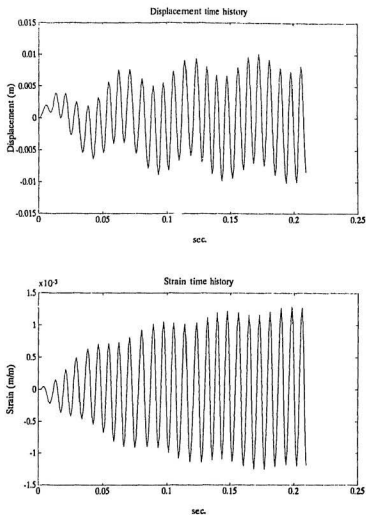 Displacement time history
0.015
0.01
0.005
0
-0.005
-0.01
-0.015
Displacement (m)
0 0.05 0.1 0.15 0.2 0.25
sec.
x10-3
Strain time history
1.5
1
0.5
0
-0.5
-1
-1.5
Strain (m/m)
0 0.05 0.1 0.15 0.2 0.25
sec.